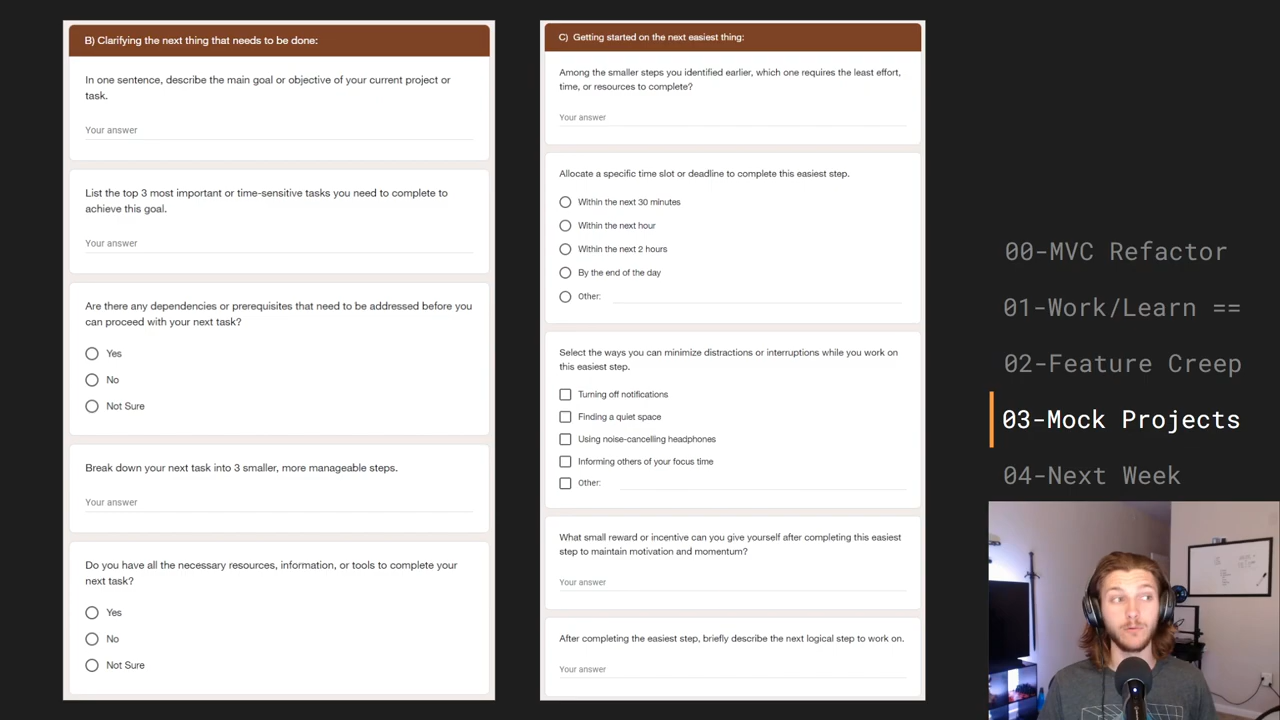 B) Clarifying the next thing that needs to be done:
In one sentence, describe the main goal or objective of your current project or
task.
Your answer
List the top 3 most important or time-sensitive tasks you need to complete to
achieve this goal.
Your answer
Are there any dependencies or prerequisites that need to be addressed before you
can proceed with your next task?
Yes
No
Not Sure
Break down your next task into 3 smaller, more manageable steps.
Your answer
Do you have all the necessary resources, information, or tools to complete your
next task?
Yes
No
Not Sure
C) Getting started on the next easiest thing:
Among the smaller steps you identified earlier, which one requires the least effort,
time, or resources to complete?
Your answer
Allocate a specific time slot or deadline to complete this easiest step.
Within the next 30 minutes
Within the next hour
Within the next 2 hours
By the end of the day
Other:
Select the ways you can minimize distractions or interruptions while you work on
this easiest step.
Turning off notifications
Finding a quiet space
Using noise-cancelling headphones
Informing others of your focus time
Other:
What small reward or incentive can you give yourself after completing this easiest
step to maintain motivation and momentum?
Your answer
After completing the easiest step, briefly describe the next logical step to work on.
Your answer
00-MVC Refactor
01-Work/Learn ==
02-Feature Creep
03-Mock Projects
04-Next Week